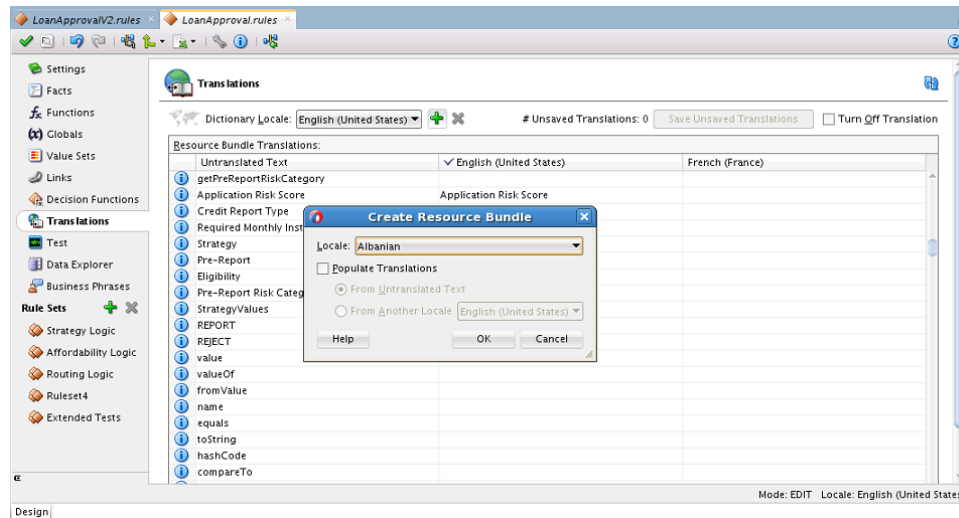 LoanApprovalV2.rules
LoanApproval.rules
Settings
Facts
Functions
Globals
Value Sets
Links
Decision Functions
Translations
Test
Data Explorer
Business Phrases
Rule Sets
Strategy Logic
Affordability Logic
Routing Logic
Ruleset4
Extended Tests
Translations
Dictionary Locale: English (United States) # Unsaved Translations: 0 Save Unsaved Translations Turn Off Translation
Resource Bundle Translations:
Untranslated Text English (United States) French (France)
getPreReportRiskCategory
Application Risk Score Application Risk Score
Credit Report Type
Required Monthly Inst
Strategy
Pre-Report
Eligibility
Pre-Report Risk Categ
StrategyValues
REPORT
REJECT
value
valueOf
fromValue
name
equals
toString
hashCode
compareTo
Create Resource Bundle
Locale: Albanian
Populate Translations
From Untranslated Text
From Another Locale English (United States)
Help OK Cancel
Mode: EDIT Locale: English (United State
Design